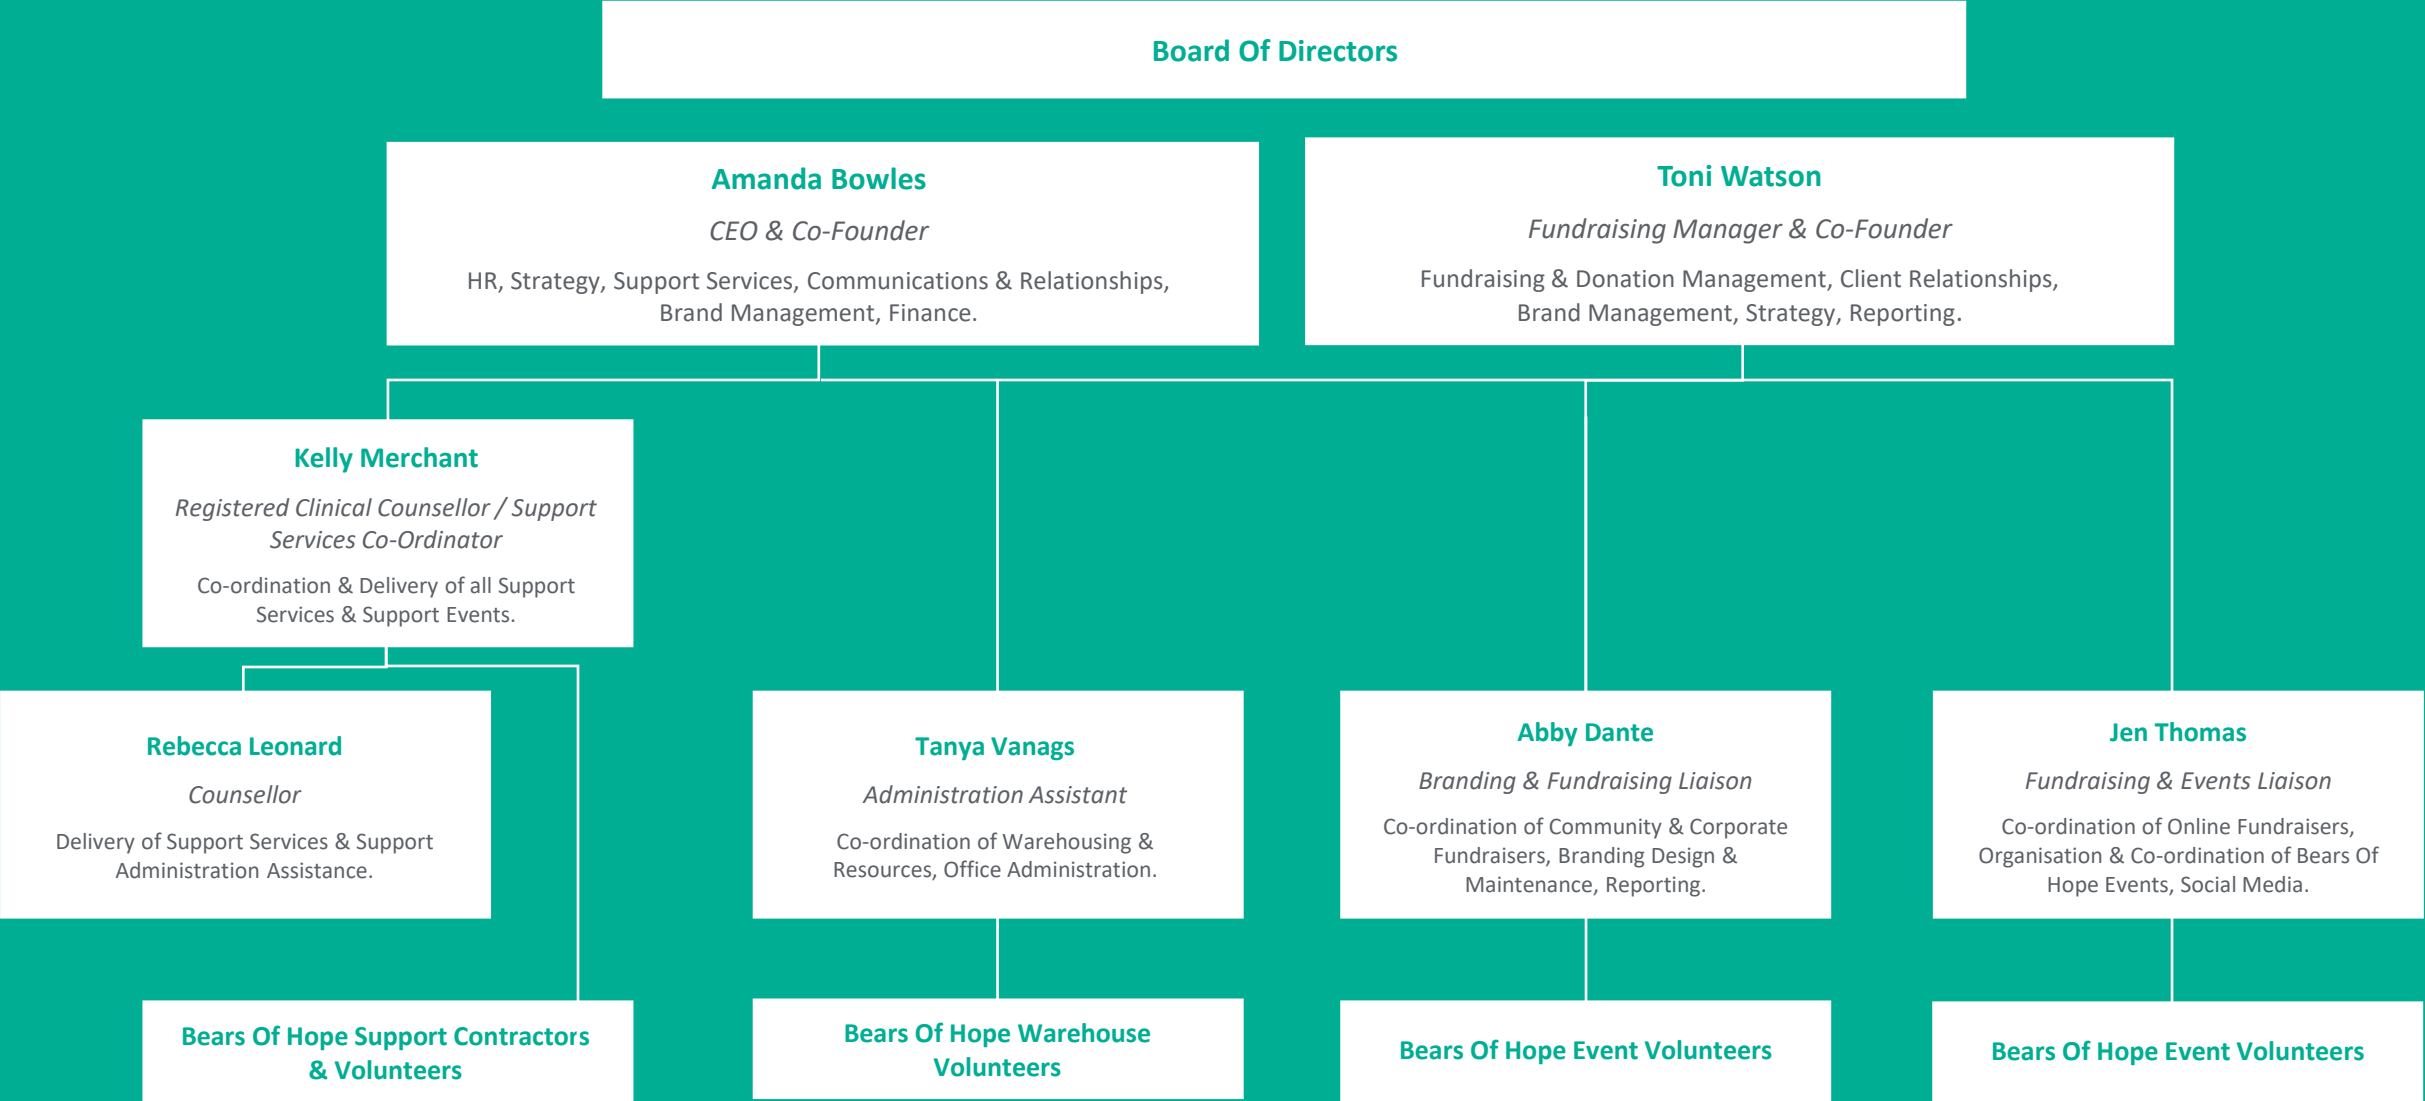 Board Of Directors
Amanda Bowles
CEO & Co-Founder
HR, Strategy, Support Services, Communications & Relationships,
Brand Management, Finance.
Toni Watson
Fundraising Manager & Co-Founder
Fundraising & Donation Management, Client Relationships,
Brand Management, Strategy, Reporting.
Kelly Merchant
Registered Clinical Counsellor / Support
Services Co-Ordinator
Co-ordination & Delivery of all Support
Services & Support Events.
Rebecca Leonard
Counsellor
Delivery of Support Services & Support
Administration Assistance.
Tanya Vanags
Administration Assistant
Co-ordination of Warehousing &
Resources, Office Administration.
Abby Dante
Branding & Fundraising Liaison
Co-ordination of Community & Corporate
Fundraisers, Branding Design &
Maintenance, Reporting.
Jen Thomas
Fundraising & Events Liaison
Co-ordination of Online Fundraisers,
Organisation & Co-ordination of Bears Of
Hope Events, Social Media.
Bears Of Hope Support Contractors
& Volunteers
Bears Of Hope Warehouse
Volunteers
Bears Of Hope Event Volunteers
Bears Of Hope Event Volunteers